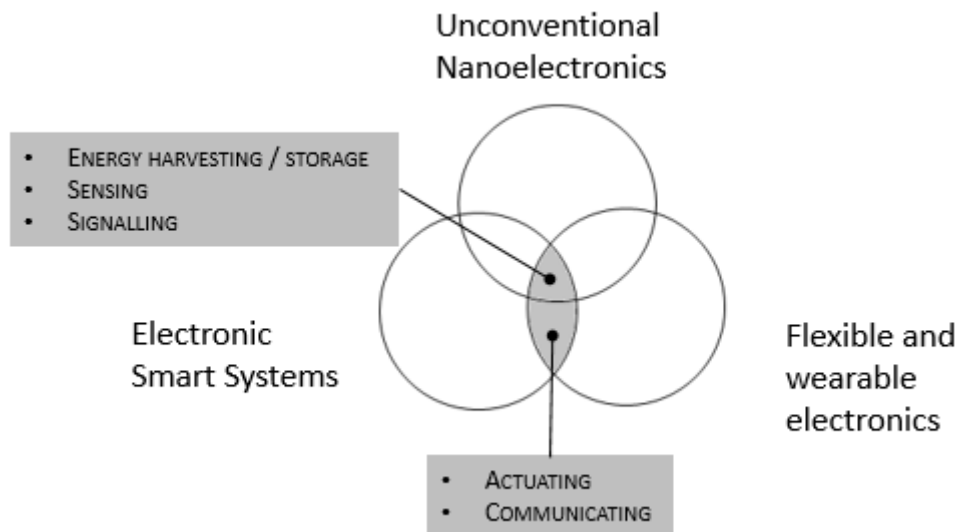 Unconventional
Nanoelectronics
• ENERGY HARVESTING / STORAGE
• SENSING
• SIGNALLING
Electronic
Smart Systems
Flexible and
wearable
electronics
• ACTUATING
• COMMUNICATING